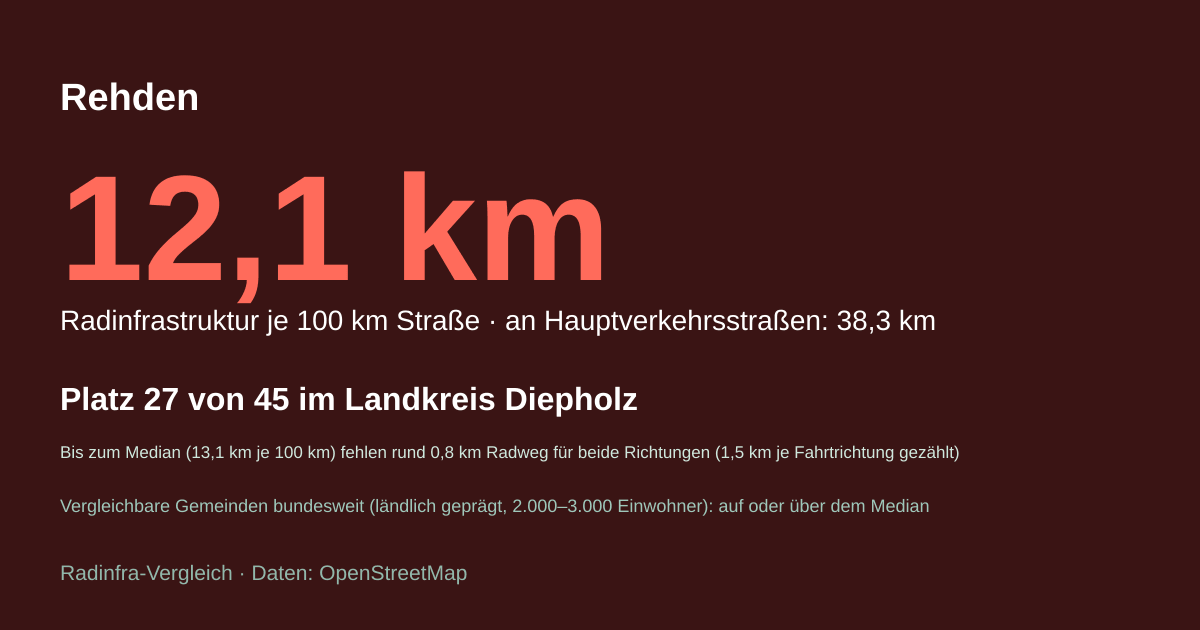 Rehden
12,1 km
Radinfrastruktur je 100 km Straße · an Hauptverkehrsstraßen: 38,3 km
Platz 27 von 45 im Landkreis Diepholz
Bis zum Median (13,1 km je 100 km) fehlen rund 0,8 km Radweg für beide Richtungen (1,5 km je Fahrtrichtung gezählt)
Vergleichbare Gemeinden bundesweit (ländlich geprägt, 2.000–3.000 Einwohner): auf oder über dem Median
Radinfra-Vergleich · Daten: OpenStreetMap